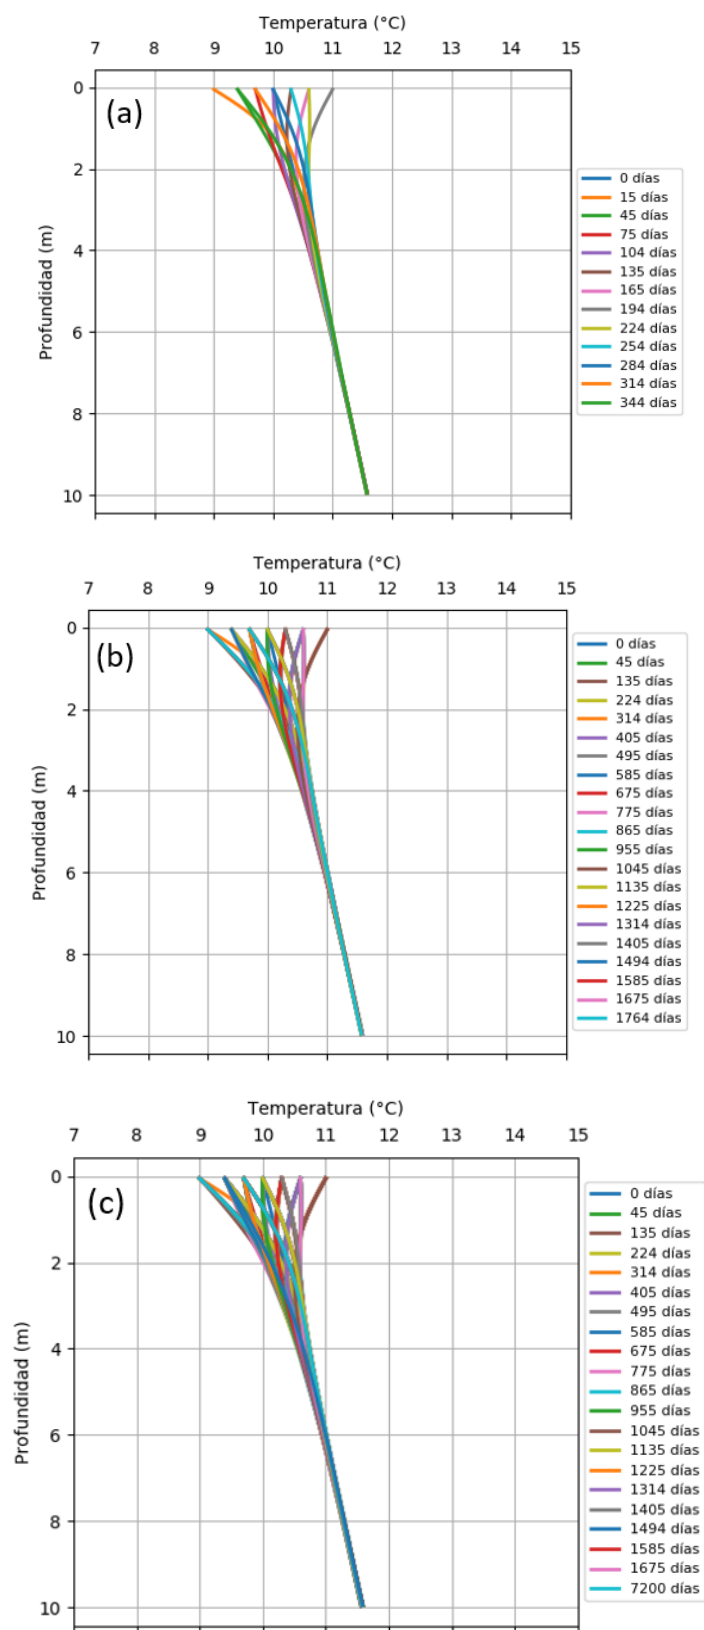 Temperatura (°C)
7 8 9 10 11 12 13 14 15
(a)
0
2
4
6
8
10
Profundidad (m)
0 días
15 días
45 días
75 días
104 días
135 días
165 días
194 días
224 días
254 días
284 días
314 días
344 días
Temperatura (°C)
7 8 9 10 11 12 13 14 15
(b)
0
2
4
6
8
10
Profundidad (m)
0 días
45 días
135 días
224 días
314 días
405 días
495 días
585 días
675 días
775 días
865 días
955 días
1045 días
1135 días
1225 días
1314 días
1405 días
1494 días
1585 días
1675 días
1764 días
Temperatura (°C)
7 8 9 10 11 12 13 14 15
(c)
0
2
4
6
8
10
Profundidad (m)
0 días
45 días
135 días
224 días
314 días
405 días
495 días
585 días
675 días
775 días
865 días
955 días
1045 días
1135 días
1225 días
1314 días
1405 días
1494 días
1585 días
1675 días
7200 días